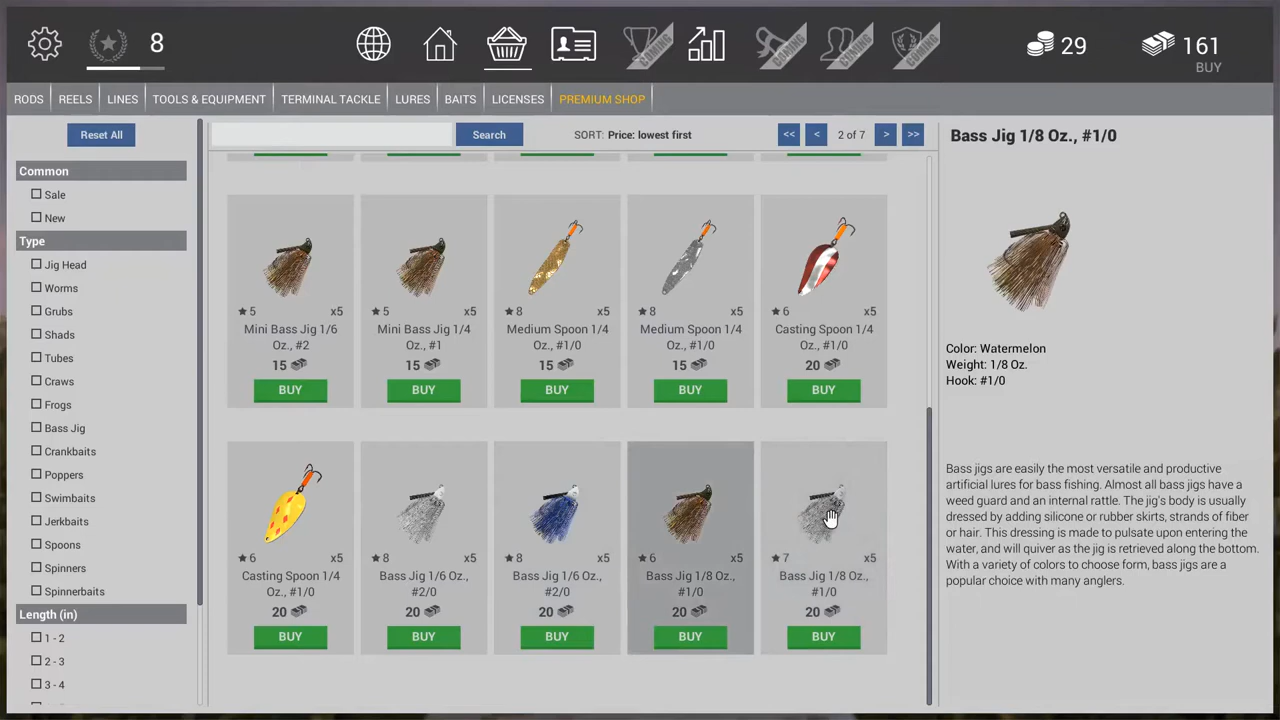 8
COMING
COMING
COMING
COMING
29
161
BUY
RODS
REELS
LINES
TOOLS & EQUIPMENT
TERMINAL TACKLE
LURES
BAITS
LICENSES
PREMIUM SHOP
Reset All
Search
SORT: Price: lowest first
<<
<
2 of 7
>
>>
Common
Sale
New
Type
Jig Head
Worms
Grubs
Shads
Tubes
Craws
Frogs
Bass Jig
Crankbaits
Poppers
Swimbaits
Jerkbaits
Spoons
Spinners
Spinnerbaits
Length (in)
1 - 2
2 - 3
3 - 4
5 x5
Mini Bass Jig 1/6
Oz., #2
15
BUY
5 x5
Mini Bass Jig 1/4
Oz., #1
15
BUY
8 x5
Medium Spoon 1/4
Oz., #1/0
15
BUY
8 x5
Medium Spoon 1/4
Oz., #1/0
15
BUY
6 x5
Casting Spoon 1/4
Oz., #1/0
20
BUY
6 x5
Casting Spoon 1/4
Oz., #1/0
20
BUY
8 x5
Bass Jig 1/6 Oz.,
#2/0
20
BUY
8 x5
Bass Jig 1/6 Oz.,
#2/0
20
BUY
6 x5
Bass Jig 1/8 Oz.,
#1/0
20
BUY
7 x5
Bass Jig 1/8 Oz.,
#1/0
20
BUY
Bass Jig 1/8 Oz., #1/0
Color: Watermelon
Weight: 1/8 Oz.
Hook: #1/0
Bass jigs are easily the most versatile and productive
artificial lures for bass fishing. Almost all bass jigs have a
weed guard and an internal rattle. The jig's body is usually
dressed by adding silicone or rubber skirts, strands of fiber
or hair. This dressing is made to pulsate upon entering the
water, and will quiver as the jig is retrieved along the bottom.
With a variety of colors to choose form, bass jigs are a
popular choice with many anglers.